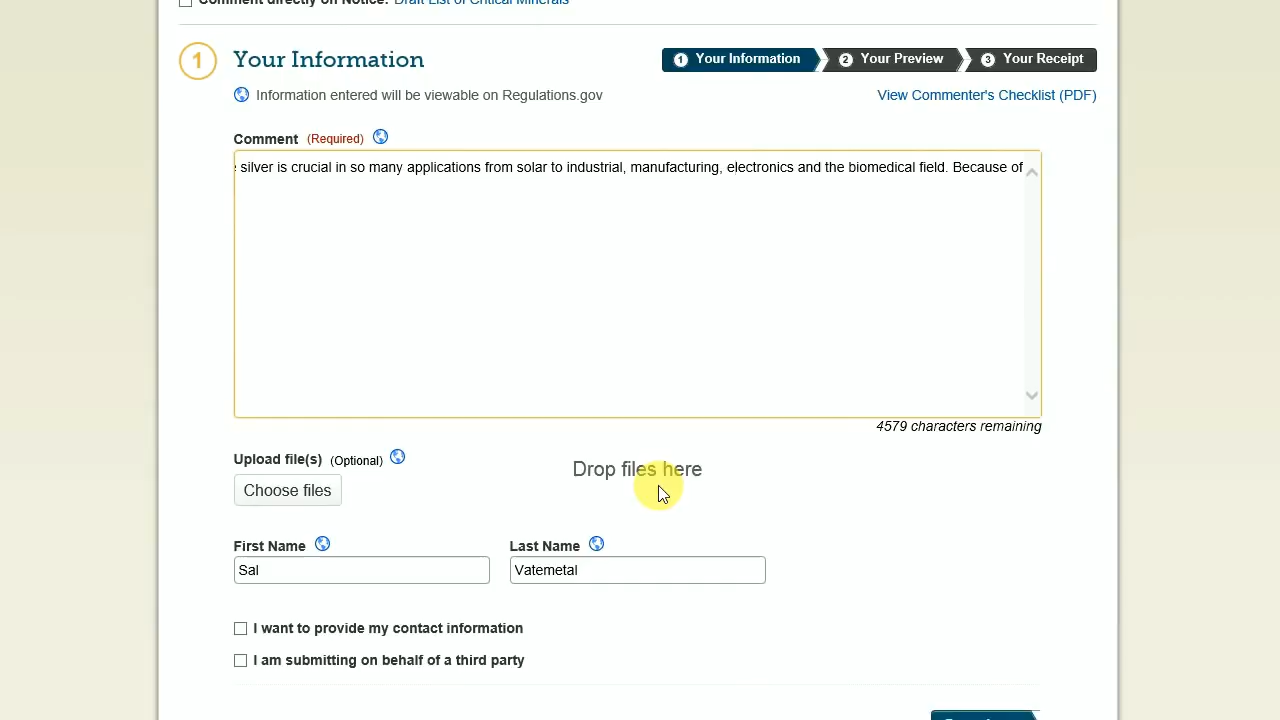 Comment directly on Notice: Draft List of Critical Minerals
1 Your Information
1 Your Information 2 Your Preview 3 Your Receipt
Information entered will be viewable on Regulations.gov
View Commenter's Checklist (PDF)
Comment (Required)
silver is crucial in so many applications from solar to industrial, manufacturing, electronics and the biomedical field. Because of
4579 characters remaining
Upload file(s) (Optional)
Drop files here
Choose files
First Name Last Name
Sal Vatemetal
I want to provide my contact information
I am submitting on behalf of a third party